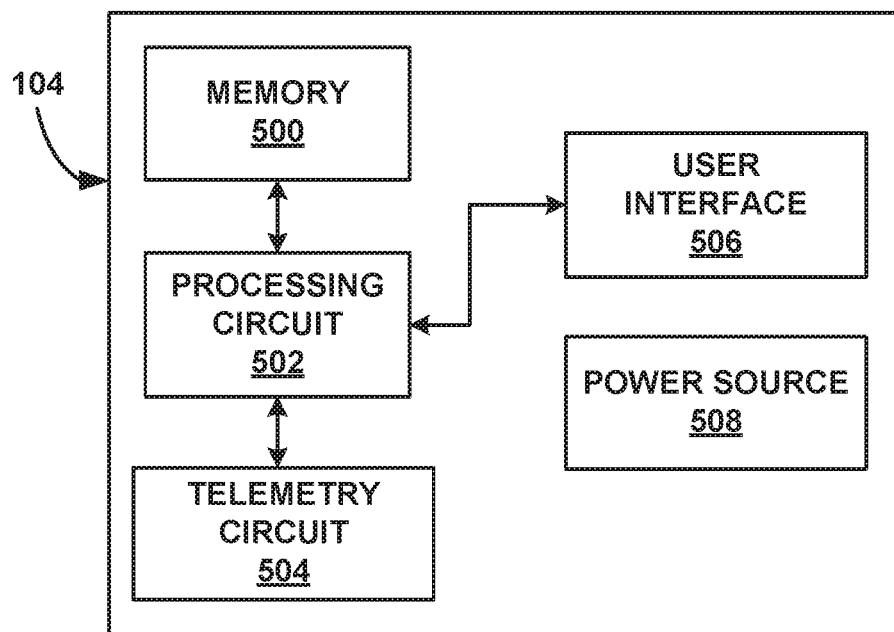 104
MEMORY
500
USER
INTERFACE
506
PROCESSING
CIRCUIT
502
POWER SOURCE
508
TELEMETRY
CIRCUIT
504